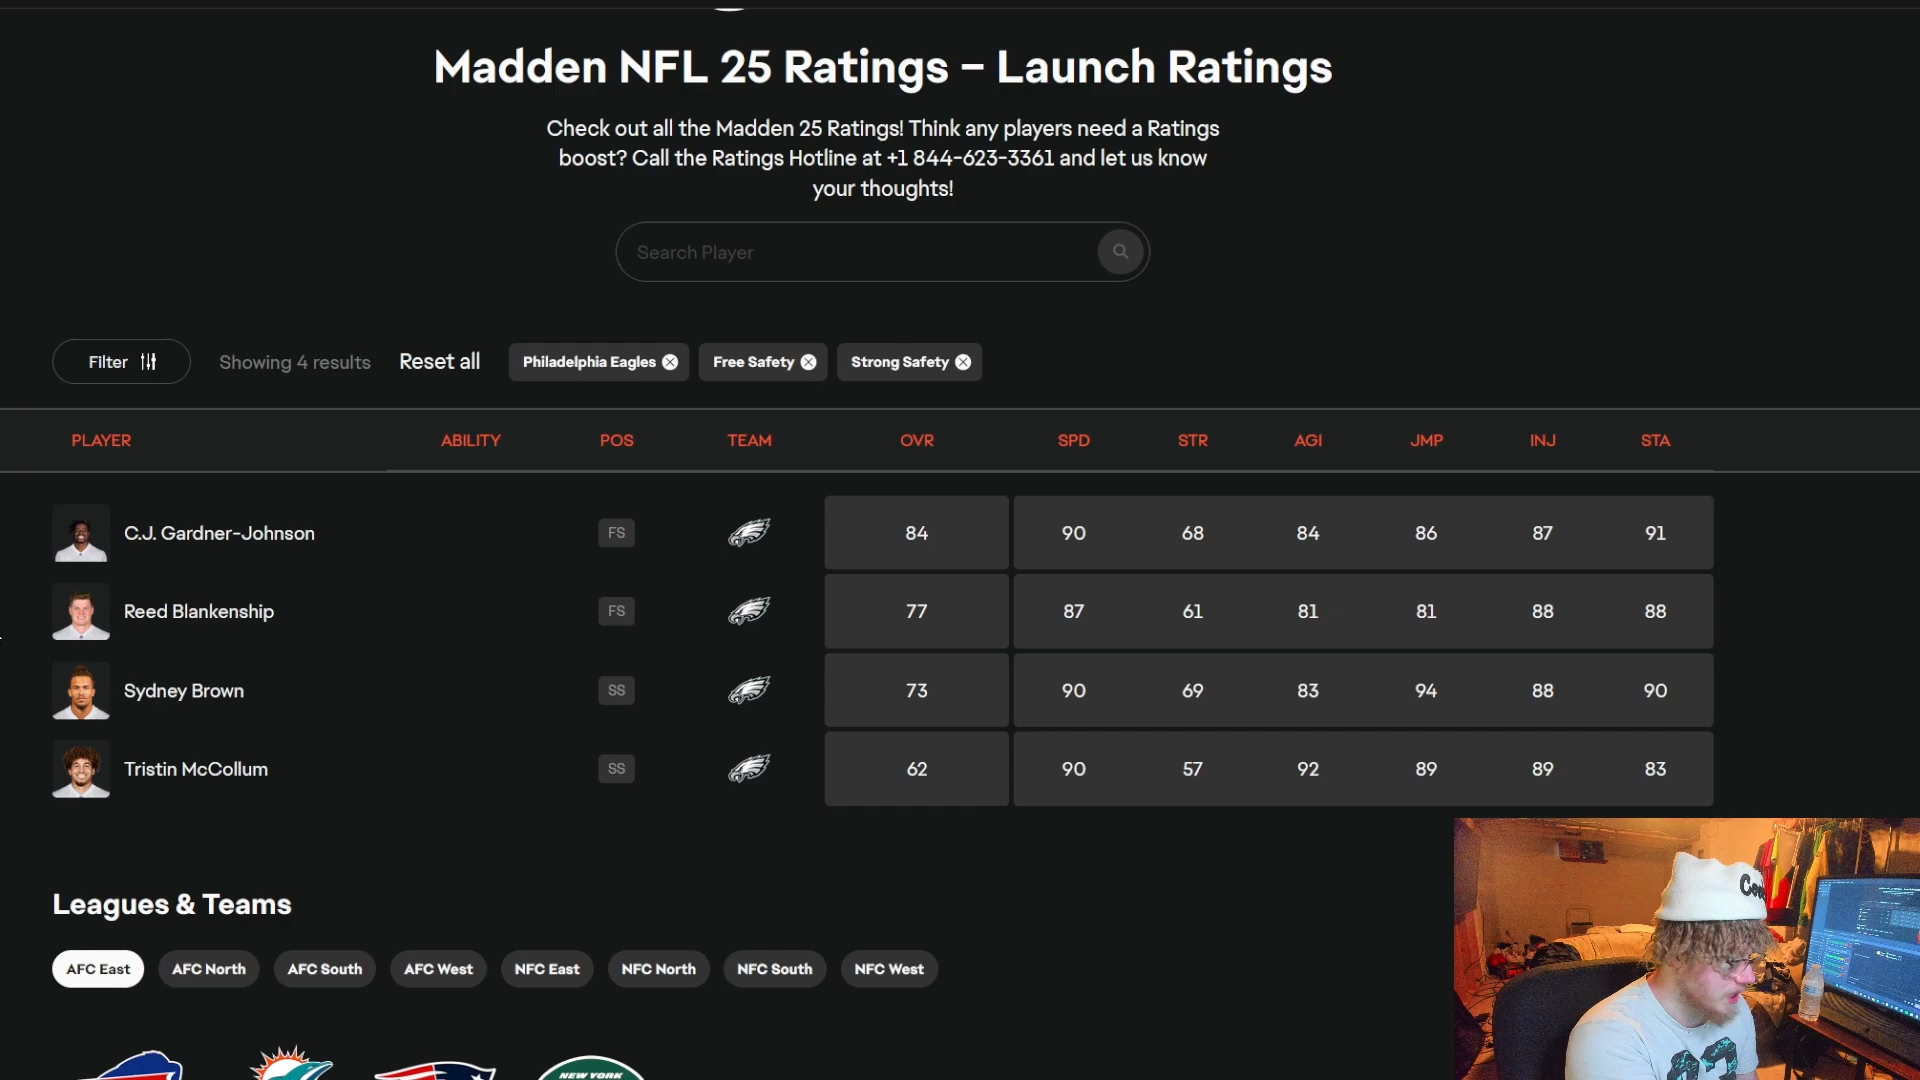 Madden NFL 25 Ratings – Launch Ratings
Check out all the Madden 25 Ratings! Think any players need a Ratings
boost? Call the Ratings Hotline at +1 844-623-3361 and let us know
your thoughts!
Search Player
Filter Showing 4 results Reset all Philadelphia Eagles Free Safety Strong Safety
PLAYER ABILITY POS TEAM OVR SPD STR AGI JMP INJ STA
C.J. Gardner-Johnson FS 84 90 68 84 86 87 91
Reed Blankenship FS 77 87 61 81 81 88 88
Sydney Brown SS 73 90 69 83 94 88 90
Tristin McCollum SS 62 90 57 92 89 89 83
Leagues & Teams
AFC East AFC North AFC South AFC West NFC East NFC North NFC South NFC West
NEW YORK